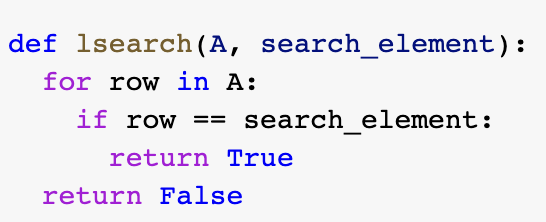 def lsearch(A, search_element):
  for row in A:
    if row == search_element:
      return True
  return False